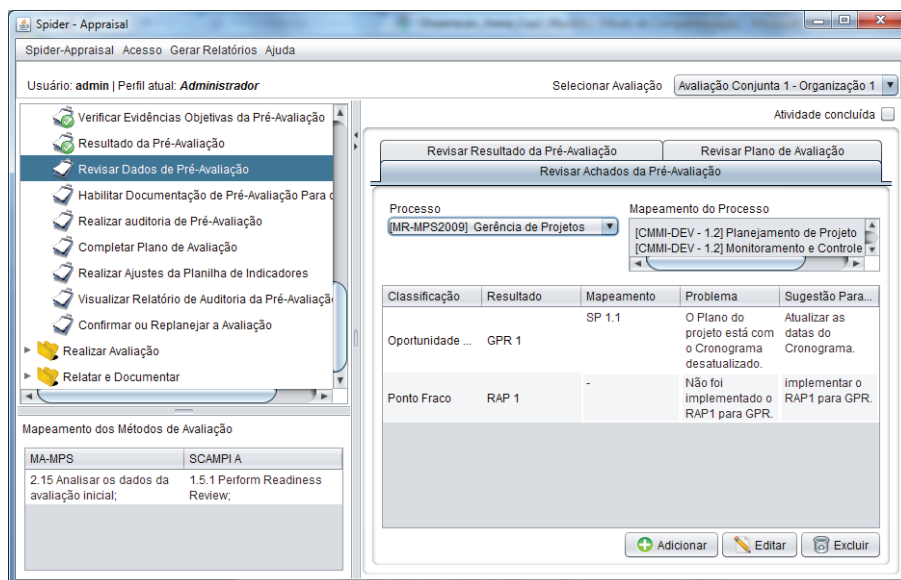 Spider - Appraisal
Spider-Appraisal Acesso Gerar Relatórios Ajuda
Usuário: admin | Perfil atual: Administrador
Selecionar Avaliação
Avaliação Conjunta 1 - Organização 1
Verificar Evidências Objetivas da Pré-Avaliação
Resultado da Pré-Avaliação
Revisar Dados de Pré-Avaliação
Habilitar Documentação de Pré-Avaliação Para
Realizar auditoria de Pré-Avaliação
Completar Plano de Avaliação
Realizar Ajustes da Planilha de Indicadores
Visualizar Relatório de Auditoria da Pré-Avaliaçã
Confirmar ou Replanejar a Avaliação
Realizar Avaliação
Relatar e Documentar
Mapeamento dos Métodos de Avaliação
MA-MPS SCAMPI A
2.15 Analisar os dados da 1.5.1 Perform Readiness
avaliação inicial; Review;
Atividade concluída
Revisar Resultado da Pré-Avaliação Revisar Plano de Avaliação
Revisar Achados da Pré-Avaliação
Processo Mapeamento do Processo
[MR-MPS2009] Gerência de Projetos
[CMMI-DEV - 1.2] Planejamento de Projeto
[CMMI-DEV - 1.2] Monitoramento e Controle
Classificação Resultado Mapeamento Problema Sugestão Para...
Oportunidade ... GPR 1 SP 1.1
O Plano do
projeto está com
o Cronograma
desatualizado.
Atualizar as
datas do
Cronograma.
Ponto Fraco RAP 1 -
Não foi
implementado o
RAP1 para GPR.
implementar o
RAP1 para GPR.
Adicionar Editar Excluir